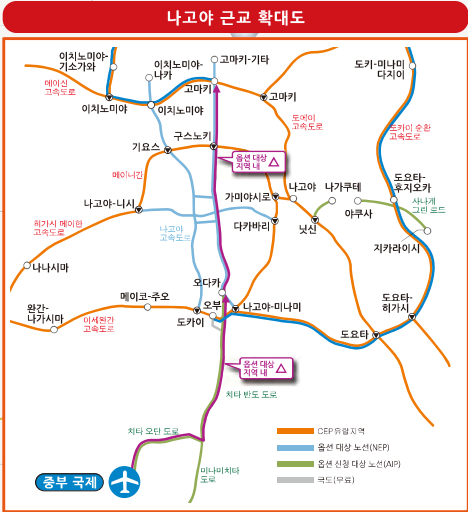 나고야 근교 확대도
이치노미야-
기소가와
이치노미야-
나카
고마키-기타
도키-미나미
다지이
메이신
고속도로
고마키
고마키
이치노미야
이치노미야
도메이
고속도로
도카이 순환
고속도로
기요스
구스노키
옵션 대상
지역 내 △
메이니칸
도요타-
후지오카
나고야-니시
가미야시로
나고야
나가쿠테
야쿠사
사나게
그린 로드
히가시 메이한
고속도로
나고야
고속도로
다카바리
닛신
지카라이시
나나시마
오다카
메이코-주오
오부
나고야-미나미
도요타-
히가시
완간-
나가시마
이세완간
고속도로
도카이
도요타
옵션 대상
지역 내 △
치타 반도 도로
치타 오단 도로
CEP유람지역
옵션 대상 노선(NEP)
옵션 신청 대상 노선(AIP)
국도(무료)
미나미치타
도로
중부 국제